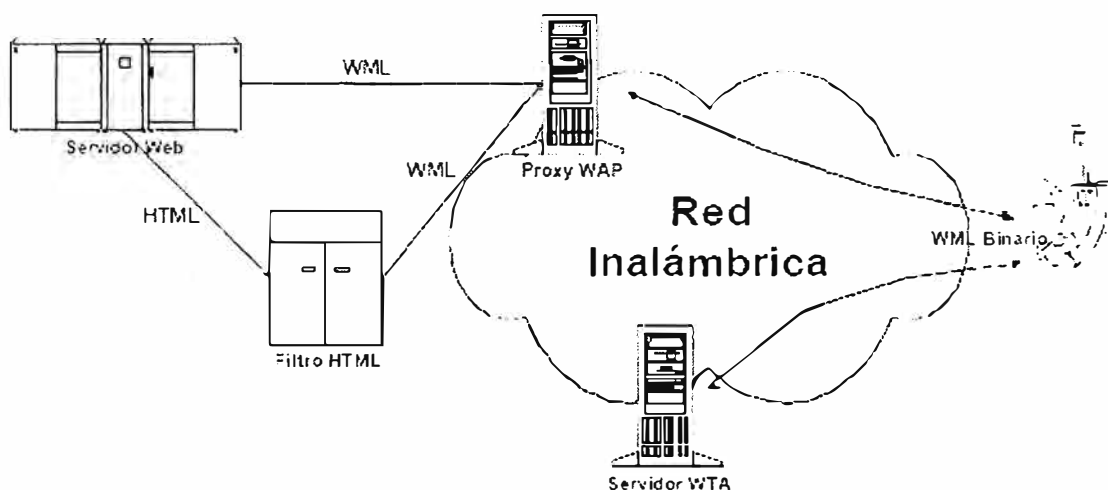 WML
Servidor Web
WML
Proxy WAP
HTML
Red
Inalámbrica
WML Binario
Filtro HTML
Servidor WTA